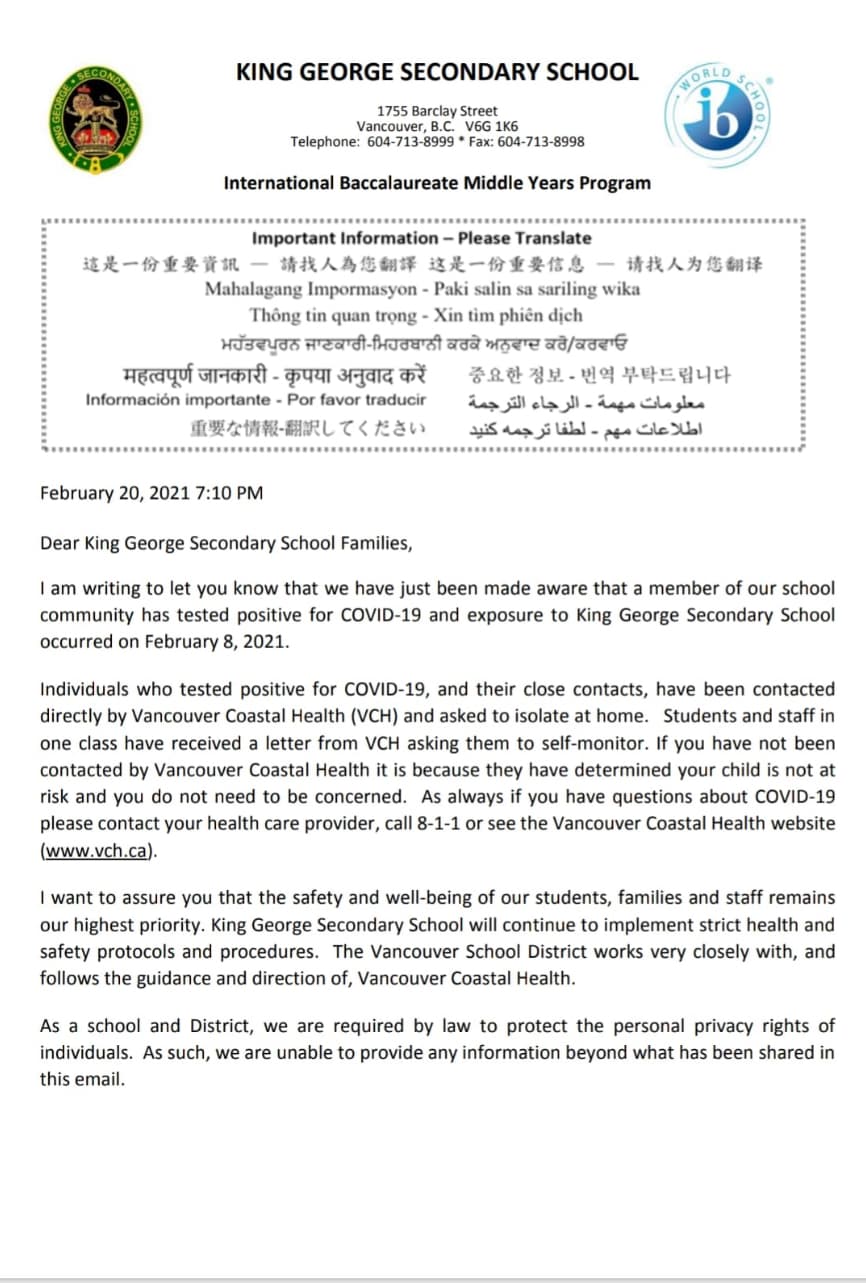 KING GEORGE SECONDARY SCHOOL
KING GEORGE • SECONDARY • SCHOOL
WORLD SCHOOL
ib
®
1755 Barclay Street
Vancouver, B.C. V6G 1K6
Telephone: 604-713-8999 * Fax: 604-713-8998
International Baccalaureate Middle Years Program
Important Information – Please Translate
這是一份重要資訊 — 請找人為您翻譯 这是一份重要信息 — 请找人为您翻译
Mahalagang Impormasyon - Paki salin sa sariling wika
Thông tin quan trọng - Xin tìm phiên dịch
ਮਹੱਤਵਪੂਰਨ ਜਾਣਕਾਰੀ-ਮਿਹਰਬਾਨੀ ਕਰਕੇ ਅਨੁਵਾਦ ਕਰੋ/ਕਰਵਾਓ
महत्वपूर्ण जानकारी - कृपया अनुवाद करें 중요한 정보 - 번역 부탁드립니다
Información importante - Por favor traducir معلومات مهمة - الرجاء الترجمة
重要な情報-翻訳してください اطلاعات مهم - لطفا ترجمه کنید
February 20, 2021 7:10 PM
Dear King George Secondary School Families,
I am writing to let you know that we have just been made aware that a member of our school
community has tested positive for COVID-19 and exposure to King George Secondary School
occurred on February 8, 2021.
Individuals who tested positive for COVID-19, and their close contacts, have been contacted
directly by Vancouver Coastal Health (VCH) and asked to isolate at home. Students and staff in
one class have received a letter from VCH asking them to self-monitor. If you have not been
contacted by Vancouver Coastal Health it is because they have determined your child is not at
risk and you do not need to be concerned. As always if you have questions about COVID-19
please contact your health care provider, call 8-1-1 or see the Vancouver Coastal Health website
(www.vch.ca).
I want to assure you that the safety and well-being of our students, families and staff remains
our highest priority. King George Secondary School will continue to implement strict health and
safety protocols and procedures. The Vancouver School District works very closely with, and
follows the guidance and direction of, Vancouver Coastal Health.
As a school and District, we are required by law to protect the personal privacy rights of
individuals. As such, we are unable to provide any information beyond what has been shared in
this email.